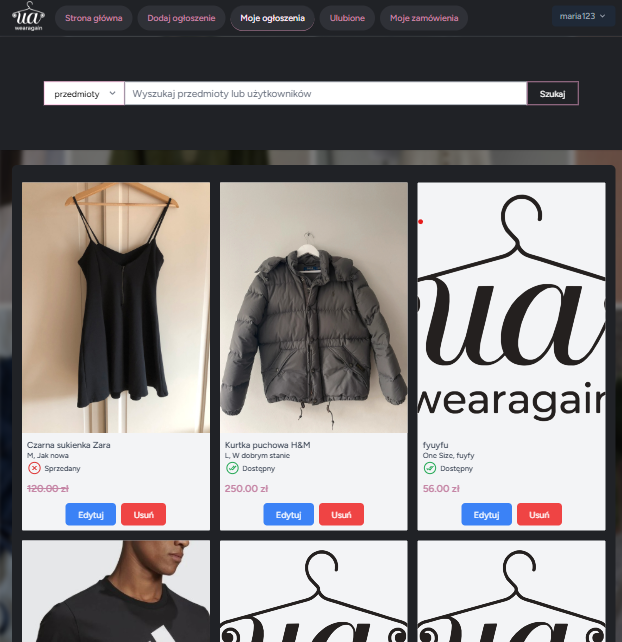 ua
wearagain
Strona główna
Dodaj ogłoszenie
Moje ogłoszenia
Ulubione
Moje zamówienia
maria123
przedmioty
Wyszukaj przedmioty lub użytkowników
Szukaj
ua
wearagain
Czarna sukienka Zara
M, Jak nowa
Sprzedany
120.00 zł
Edytuj
Usuń
Kurtka puchowa H&M
L, W dobrym stanie
Dostępny
250.00 zł
Edytuj
Usuń
fyuyfu
One Size, fuyfy
Dostępny
56.00 zł
Edytuj
Usuń